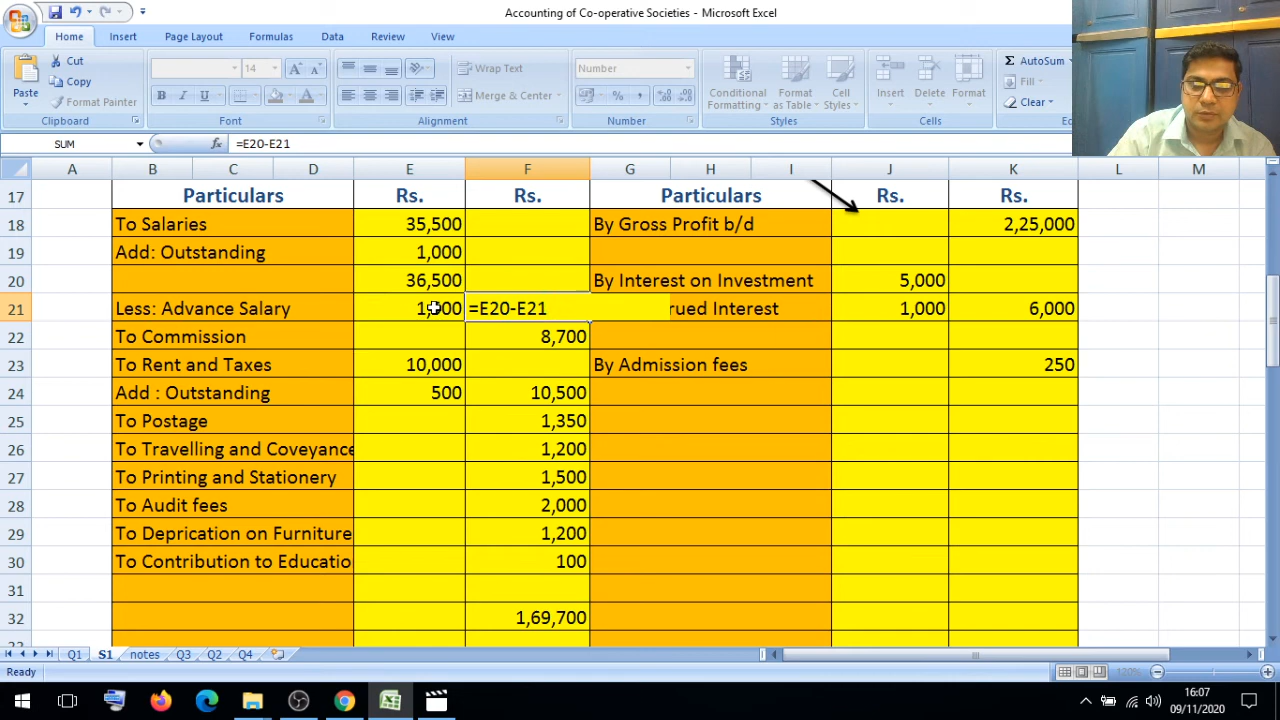 Accounting of Co-operative Societies - Microsoft Excel
Home Insert Page Layout Formulas Data Review View
Paste Cut Copy Format Painter
14
Wrap Text
Merge & Center
Number
Conditional Formatting Format as Table Cell Styles
Insert Delete Format
Σ AutoSum
Fill
Clear
Clipboard Font Alignment Number Styles Cells
SUM fx =E20-E21
A B C D E F G H I J K L M
17 Particulars Rs. Rs. Particulars Rs. Rs.
18 To Salaries 35,500 By Gross Profit b/d 2,25,000
19 Add: Outstanding 1,000
20 36,500 By Interest on Investment 5,000
21 Less: Advance Salary 1,000 =E20-E21 rued Interest 1,000 6,000
22 To Commission 8,700
23 To Rent and Taxes 10,000 By Admission fees 250
24 Add : Outstanding 500 10,500
25 To Postage 1,350
26 To Travelling and Coveyance 1,200
27 To Printing and Stationery 1,500
28 To Audit fees 2,000
29 To Deprication on Furniture 1,200
30 To Contribution to Educatio 100
31
32 1,69,700
Q1 S1 notes Q3 Q2 Q4
Ready 120%
16:07
09/11/2020